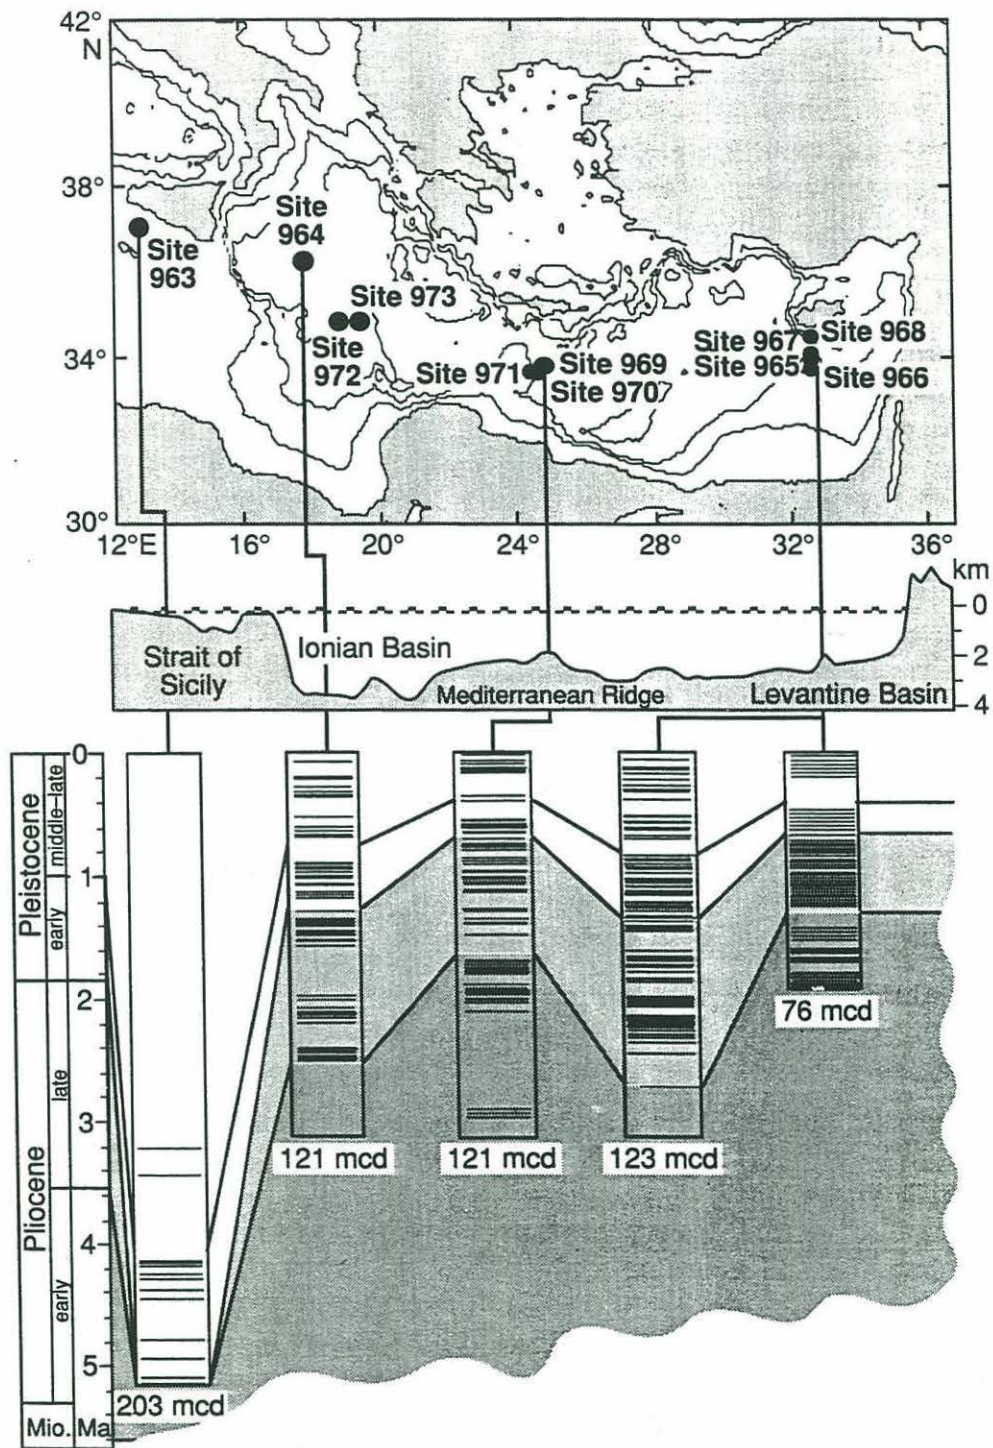 42°
N
38°
34°
30°
Site
963
Site
964
Site 973
Site
972
Site 971
Site 969
Site 970
Site 967
Site 965
Site 968
Site 966
12°E 16° 20° 24° 28° 32° 36°
km
0
2
4
Strait of
Sicily
Ionian Basin
Mediterranean Ridge
Levantine Basin
Pleistocene
middle–late
early
Pliocene
late
early
Mio.
Ma
0
1
2
3
4
5
203 mcd
121 mcd
121 mcd
123 mcd
76 mcd